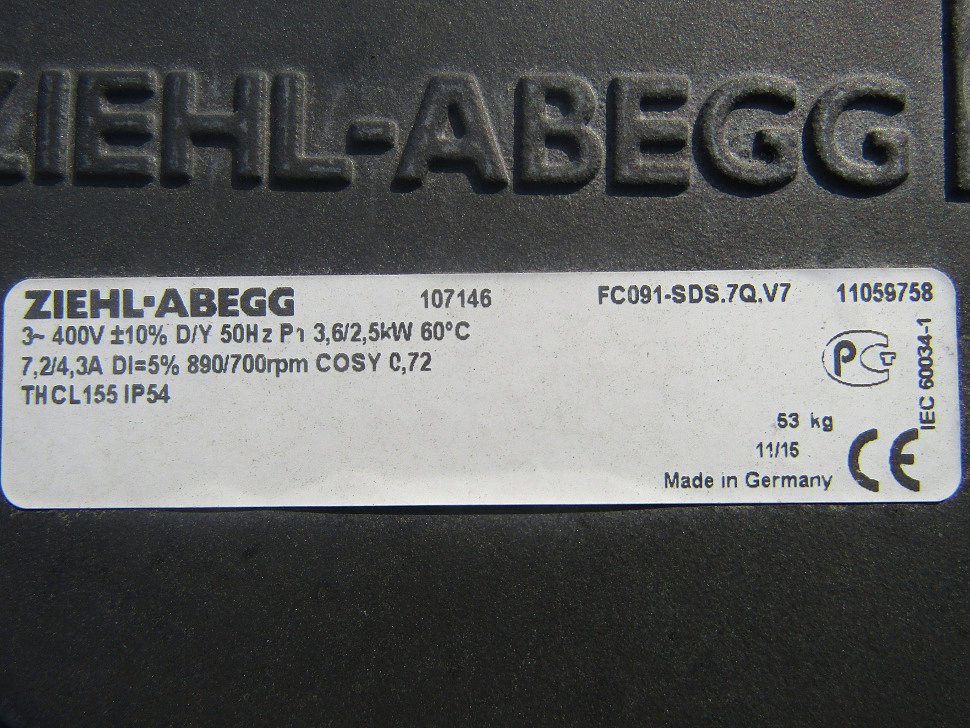 ZIEHL-ABEGG
ZIEHL-ABEGG 107146 FC091-SDS.7Q.V7 11059758
3~ 400V ±10% D/Y 50Hz P1 3,6/2,5kW 60°C
7,2/4,3A DI=5% 890/700rpm COSY 0,72
THCL155 IP54
IEC 60034-1
53 kg
11/15
Made in Germany
CE